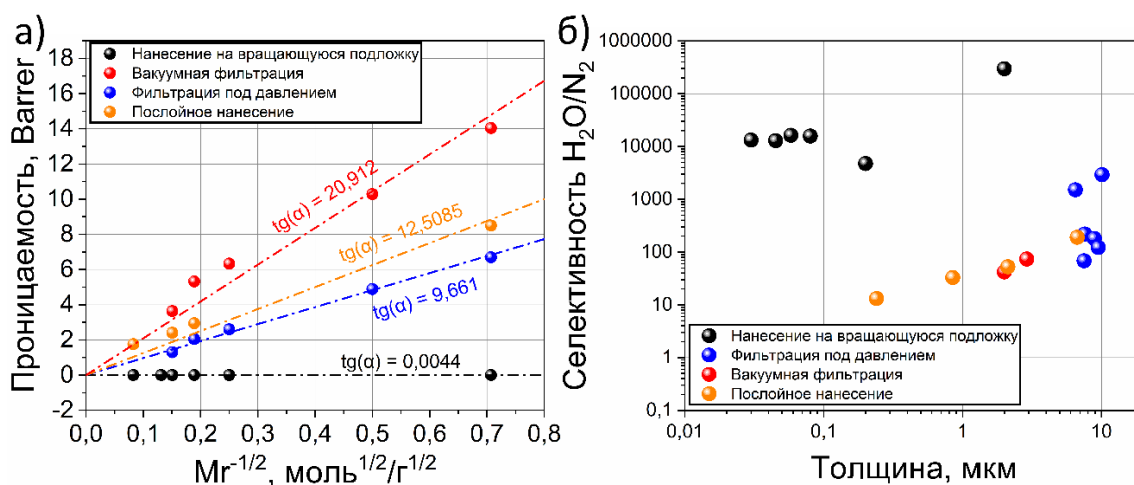 а)
18
16
14
12
10
8
6
4
2
0
-2
Проницаемость, Barrer
Нанесение на вращающуюся подложку
Вакуумная фильтрация
Фильтрация под давлением
Послойное нанесение
tg(α) = 20,912
tg(α) = 12,5085
tg(α) = 9,661
tg(α) = 0,0044
0,0 0,1 0,2 0,3 0,4 0,5 0,6 0,7 0,8
Mr^-1/2, моль^1/2/г^1/2
б)
1000000
100000
10000
1000
100
10
1
0,1
Селективность H₂O/N₂
Нанесение на вращающуюся подложку
Фильтрация под давлением
Вакуумная фильтрация
Послойное нанесение
0,01 0,1 1 10
Толщина, мкм